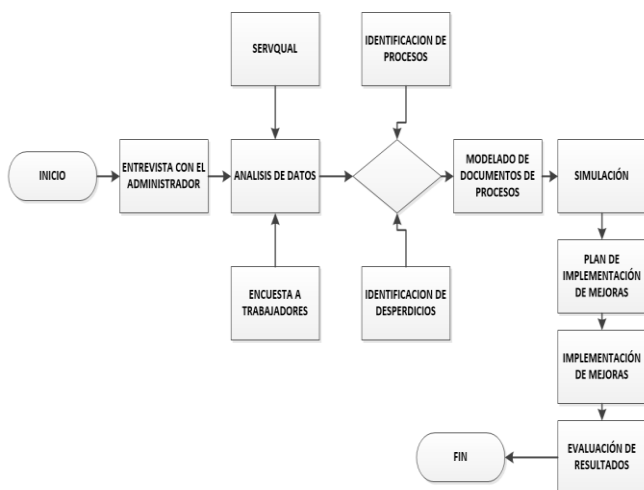 SERVQUAL
IDENTIFICACION DE
PROCESOS
INICIO
ENTREVISTA CON EL
ADMINISTRADOR
ANALISIS DE DATOS
MODELADO DE
DOCUMENTOS DE
PROCESOS
SIMULACIÓN
ENCUESTA A
TRABAJADORES
IDENTIFICACION DE
DESPERDICIOS
PLAN DE
IMPLEMENTACIÓN
DE MEJORAS
IMPLEMENTACIÓN
DE MEJORAS
FIN
EVALUACIÓN DE
RESULTADOS